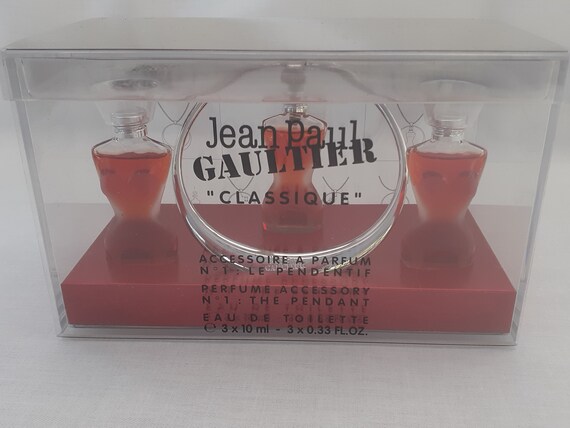 Jean Paul
GAULTIER
"CLASSIQUE"
ACCESSOIRE A PARFUM
N°1 : LE PENDENTIF
PERFUME ACCESSORY
N°1 : THE PENDANT
EAU DE TOILETTE
℮ 3 x 10 ml - 3 x 0.33 FL.OZ.